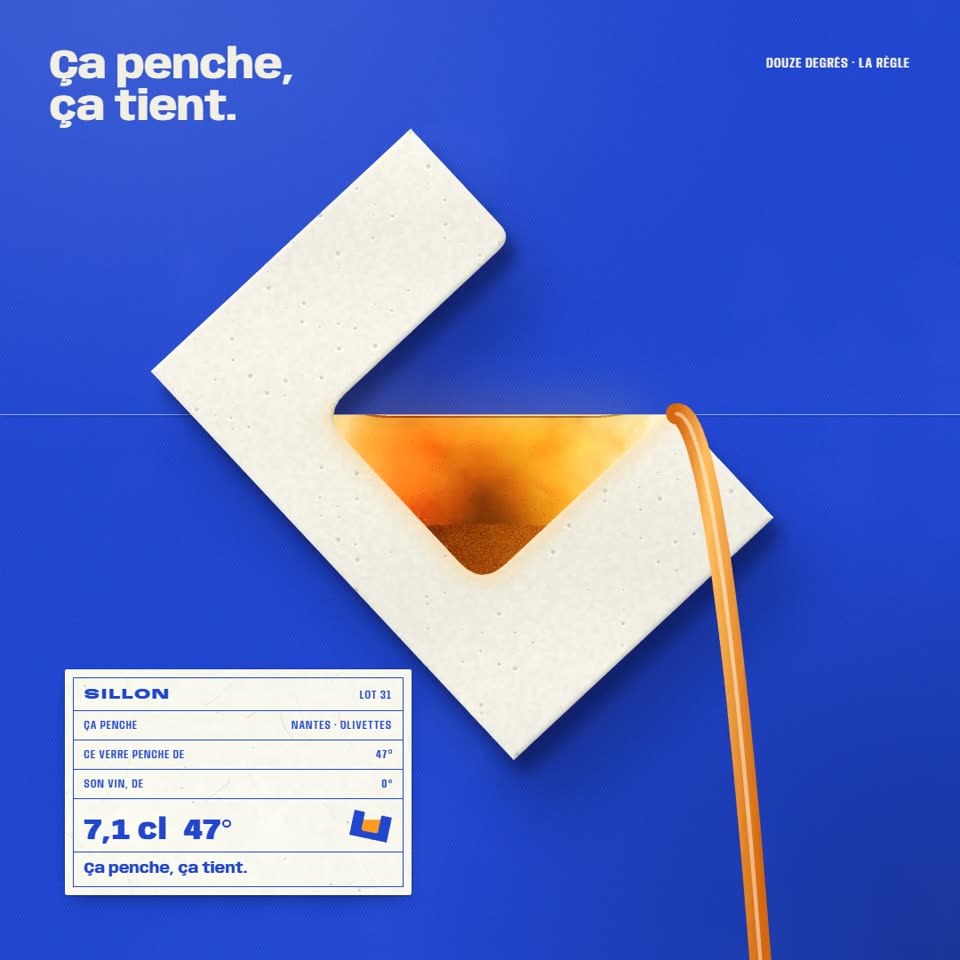 Ça penche,
ça tient.
DOUZE DEGRÉS · LA RÈGLE
SILLON
LOT 31
ÇA PENCHE
NANTES · OLIVETTES
CE VERRE PENCHE DE
47°
SON VIN, DE
0°
7,1 cl 47°
Ça penche, ça tient.